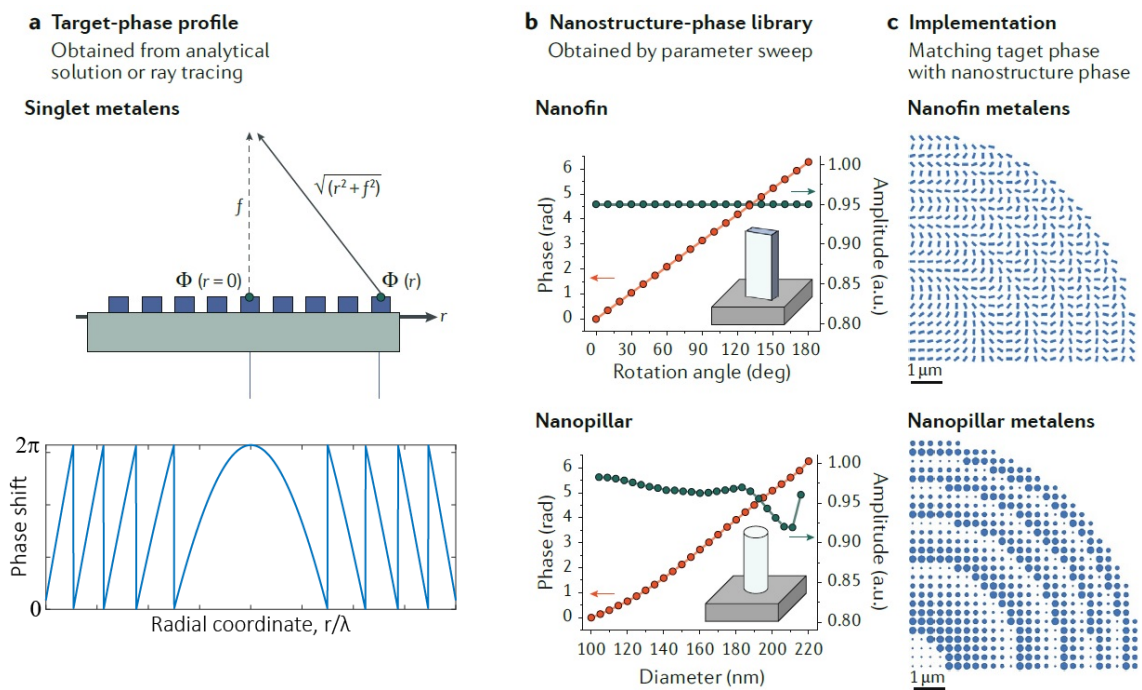 a Target-phase profile
Obtained from analytical
solution or ray tracing
Singlet metalens
f
√(r² + f²)
Φ (r = 0)
Φ (r)
r
2π
Phase shift
0
Radial coordinate, r/λ
b Nanostructure-phase library
Obtained by parameter sweep
Nanofin
6
5
4
3
2
1
0
Phase (rad)
1.00
0.95
0.90
0.85
0.80
Amplitude (a.u.)
0 30 60 90 120 150 180
Rotation angle (deg)
Nanopillar
6
5
4
3
2
1
0
Phase (rad)
1.00
0.95
0.90
0.85
0.80
Amplitude (a.u.)
100 120 140 160 180 200 220
Diameter (nm)
c Implementation
Matching taget phase
with nanostructure phase
Nanofin metalens
1 µm
Nanopillar metalens
1 µm